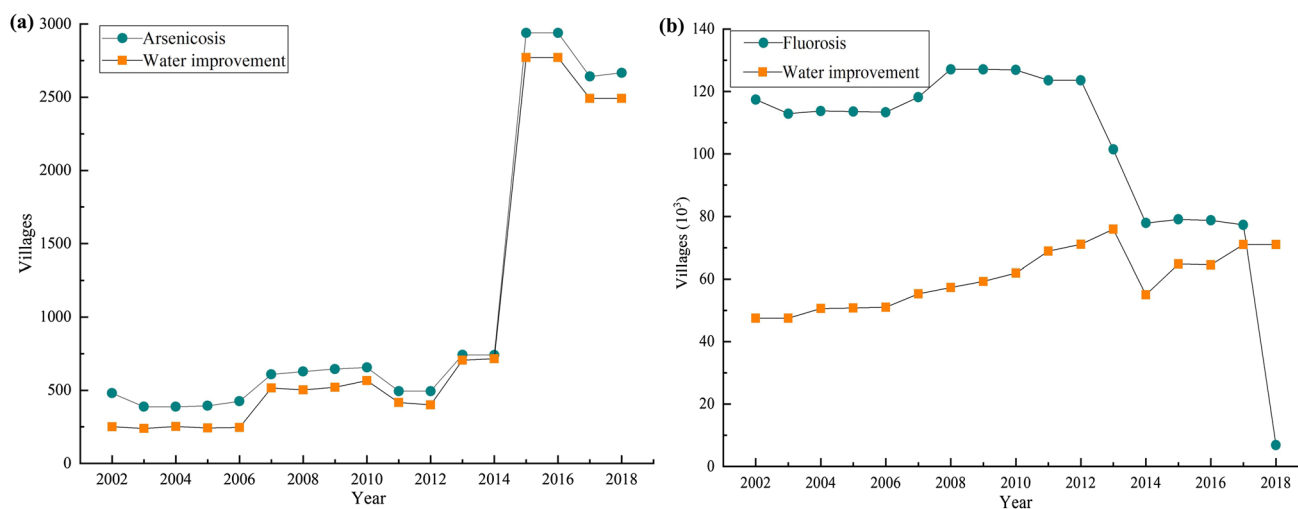 (a)
Arsenicosis
Water improvement
3000
2500
2000
1500
1000
500
0
Villages
2002 2004 2006 2008 2010 2012 2014 2016 2018
Year
(b)
Fluorosis
Water improvement
140
120
100
80
60
40
20
0
Villages (10³)
2002 2004 2006 2008 2010 2012 2014 2016 2018
Year